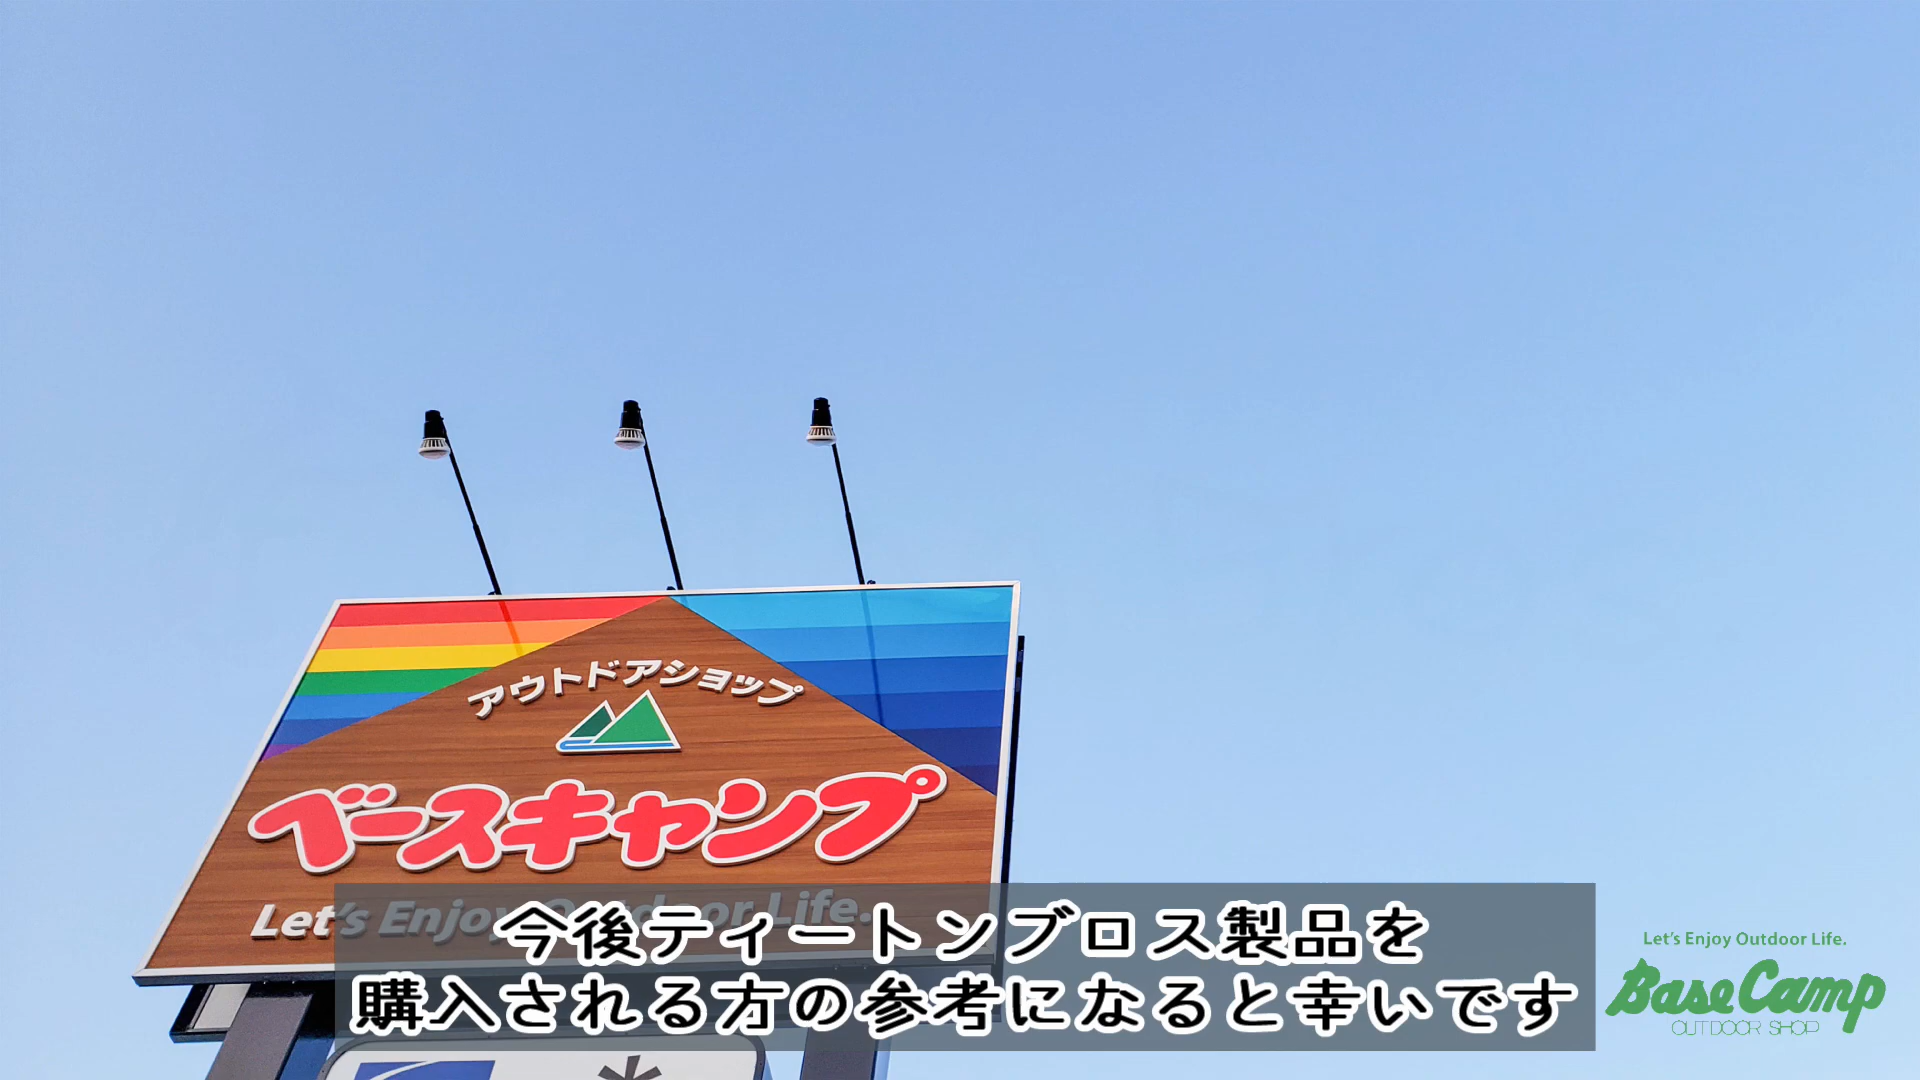 アウトドアショップ
ベースキャンプ
Let's Enjoy Outdoor Life.
今後ティートンブロス製品を
購入される方の参考になると幸いです
Let's Enjoy Outdoor Life.
BaseCamp
OUTDOOR SHOP